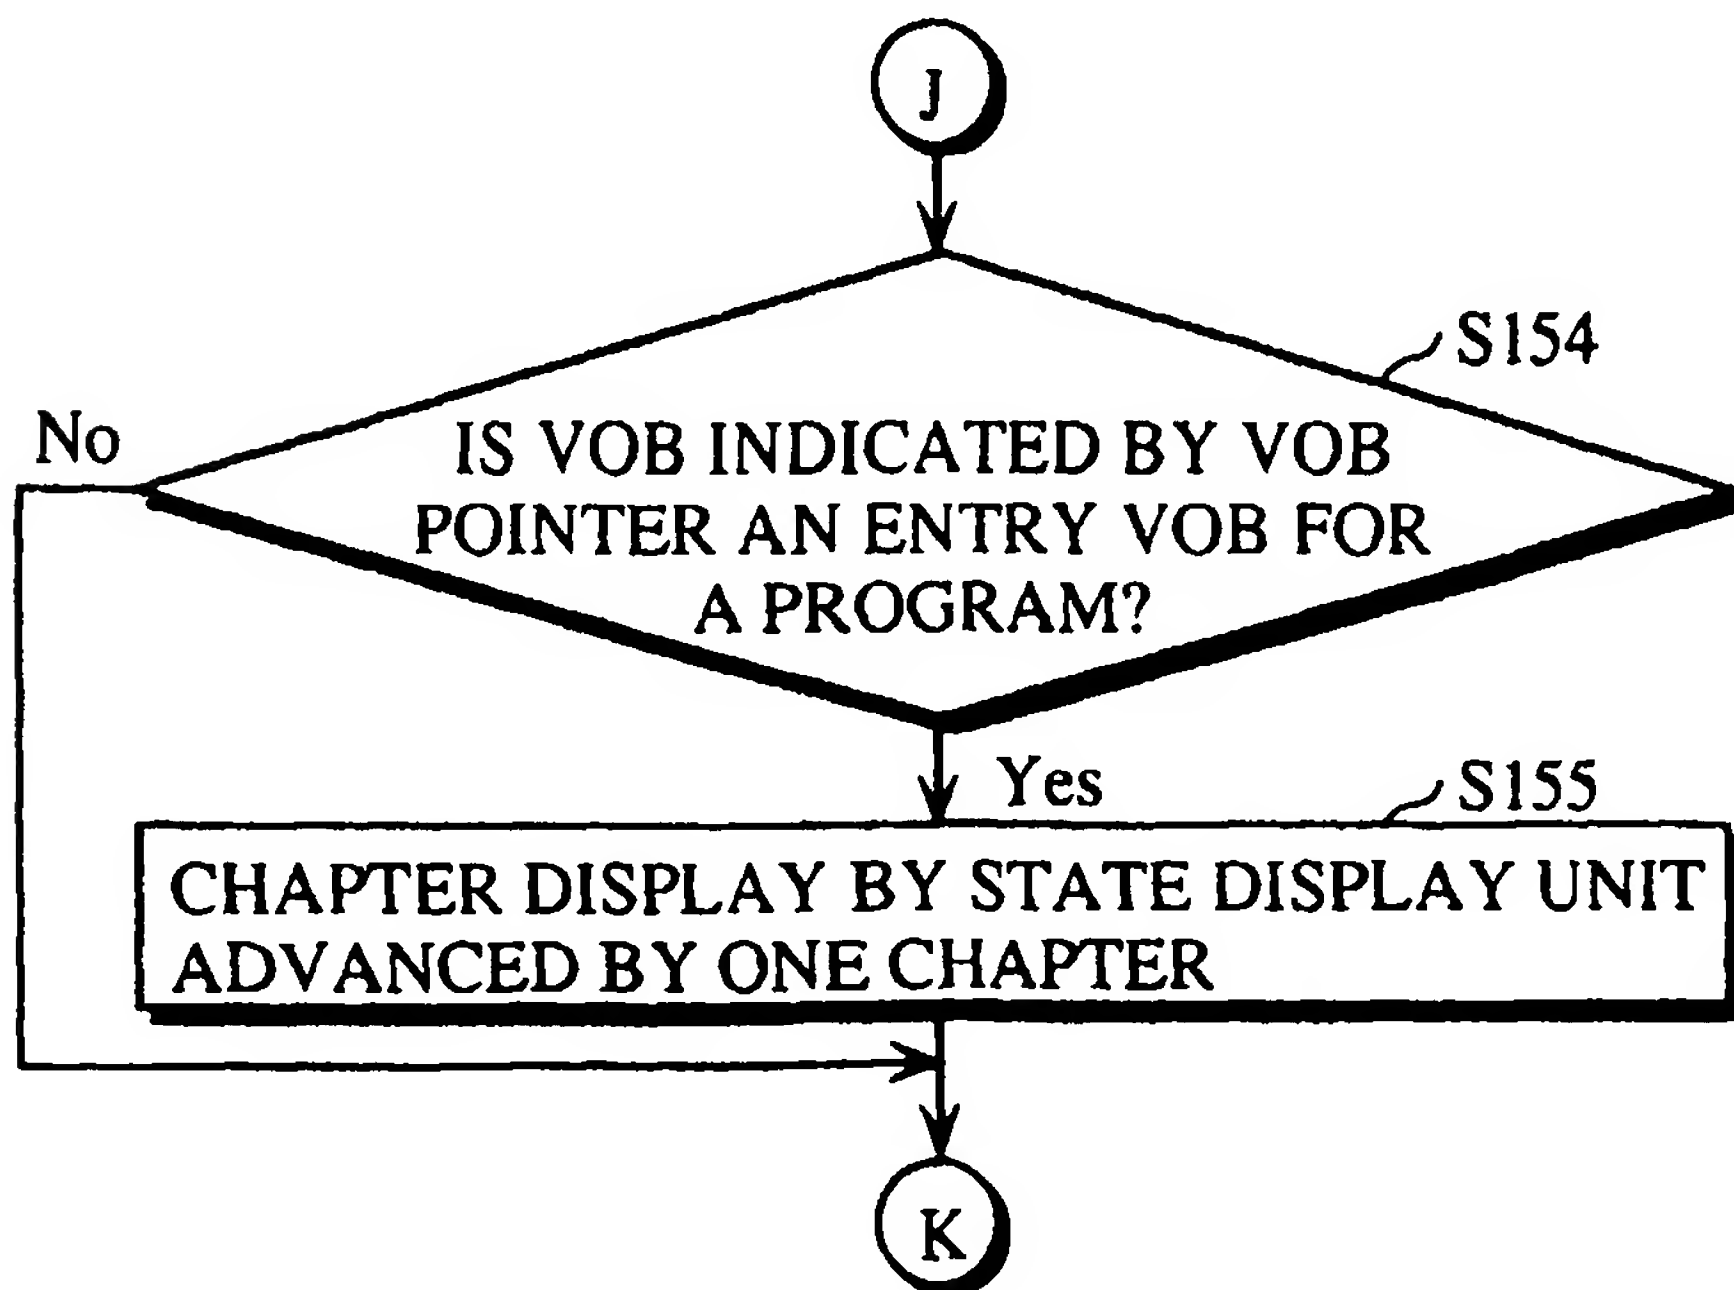 J
S154
No
IS VOB INDICATED BY VOB
POINTER AN ENTRY VOB FOR
A PROGRAM?
Yes
S155
CHAPTER DISPLAY BY STATE DISPLAY UNIT
ADVANCED BY ONE CHAPTER
K